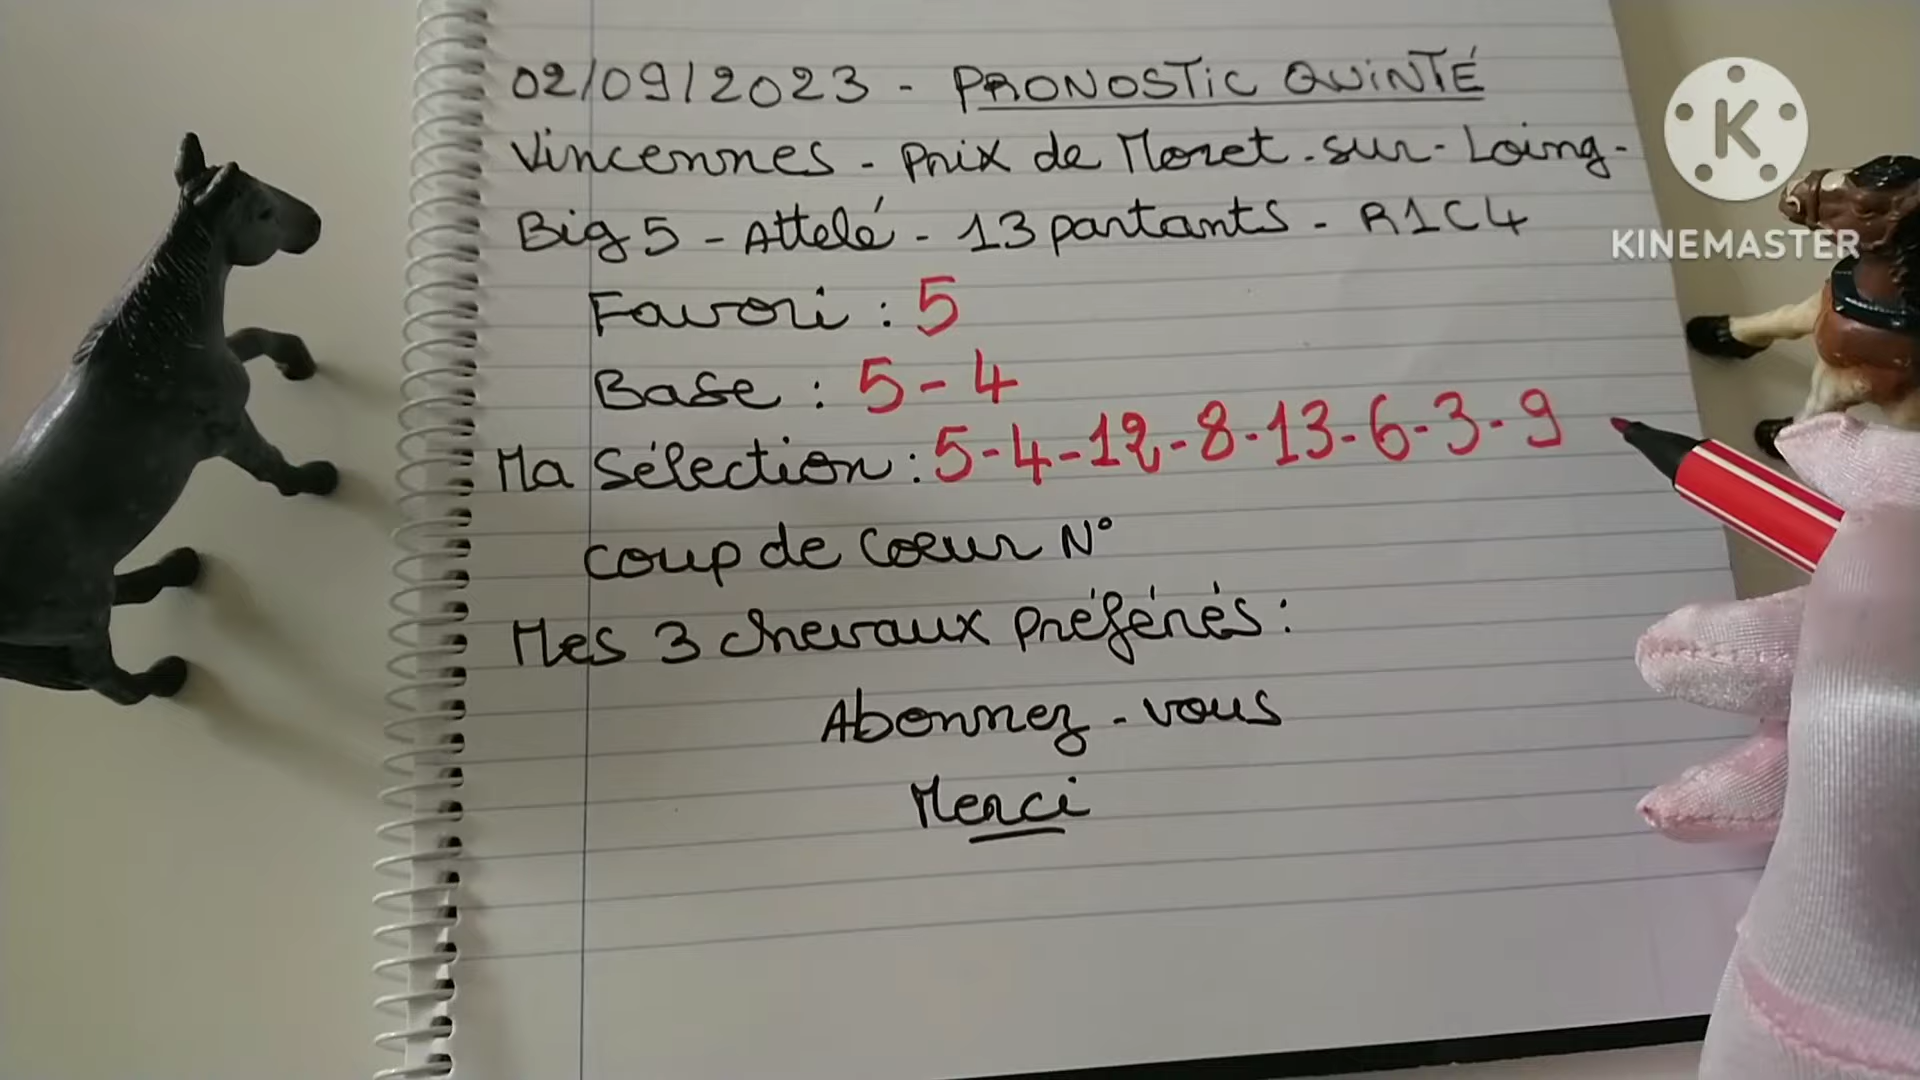 02/09/2023 - PRONOSTIC QUINTÉ
Vincennes - Prix de Moret-sur-Loing -
Big 5 - Attelé - 13 partants - R1C4
Favori : 5
Base : 5 - 4
Ma Sélection : 5-4-12-8-13-6-3-9
Coup de Coeur N°
Mes 3 chevaux préférés :
Abonnez-vous
Merci
K
KINEMASTER